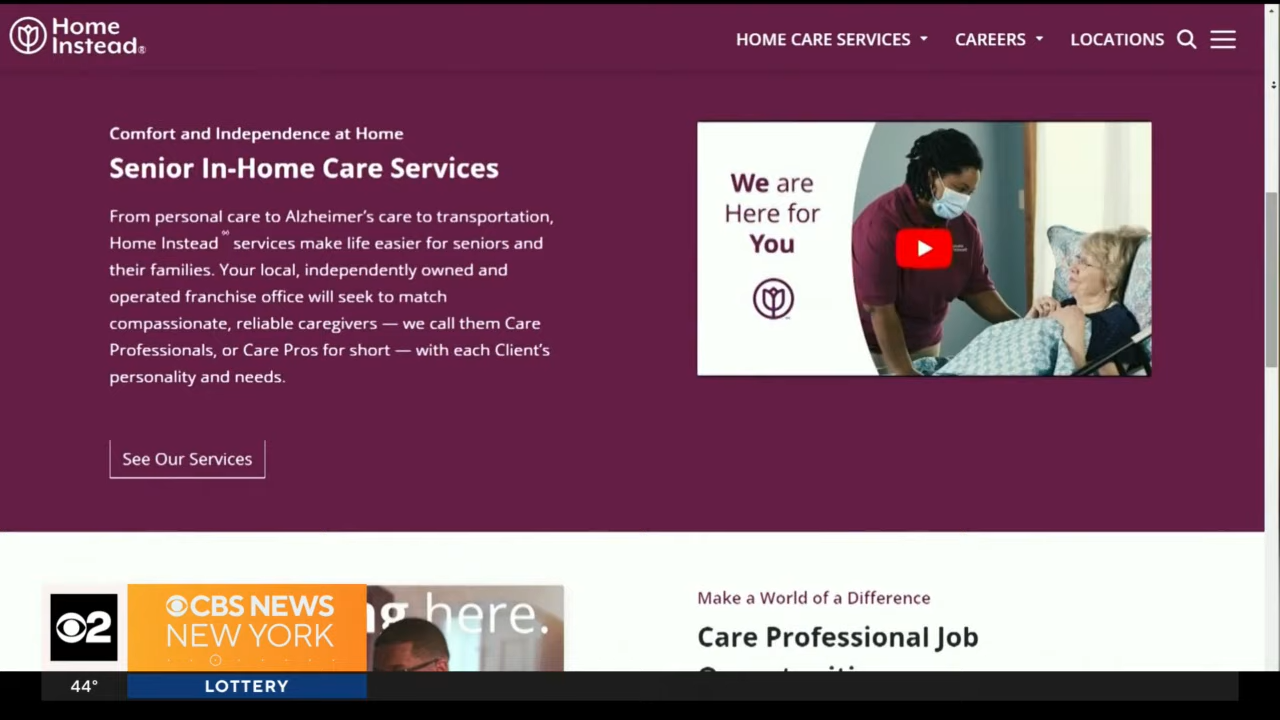 Home
Instead®
HOME CARE SERVICES
CAREERS
LOCATIONS
Comfort and Independence at Home
Senior In-Home Care Services
From personal care to Alzheimer's care to transportation,
Home Instead services make life easier for seniors and
their families. Your local, independently owned and
operated franchise office will seek to match
compassionate, reliable caregivers — we call them Care
Professionals, or Care Pros for short — with each Client's
personality and needs.
See Our Services
We are
Here for
You
here.
Make a World of a Difference
Care Professional Job
2
CBS NEWS
NEW YORK
44°
LOTTERY